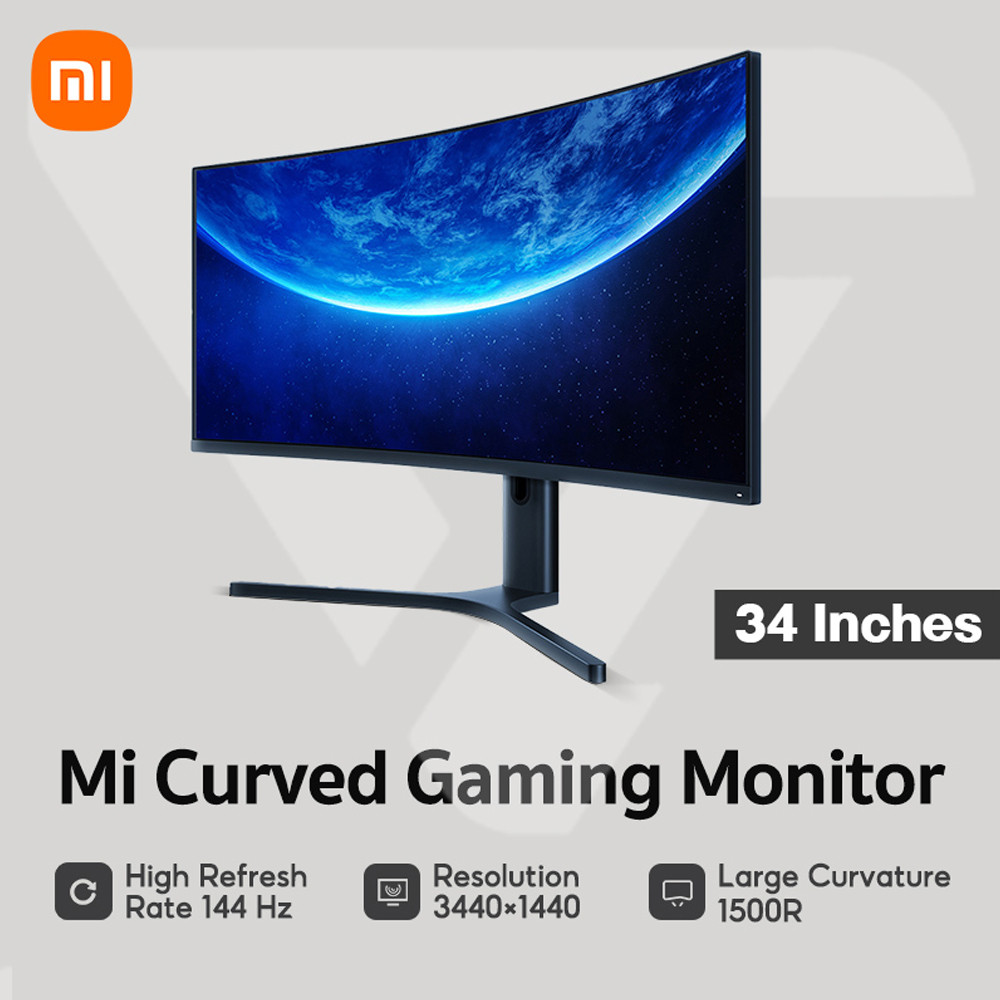 mi
34 Inches
Mi Curved Gaming Monitor
High Refresh
Rate 144 Hz
Resolution
3440×1440
Large Curvature
1500R